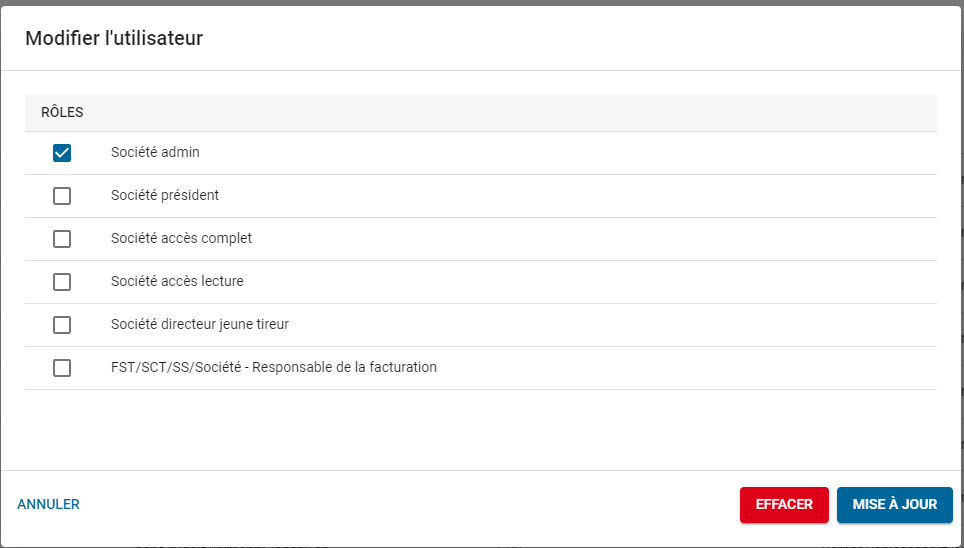 Modifier l'utilisateur
RÔLES
Société admin
Société président
Société accès complet
Société accès lecture
Société directeur jeune tireur
FST/SCT/SS/Société - Responsable de la facturation
ANNULER
EFFACER
MISE À JOUR